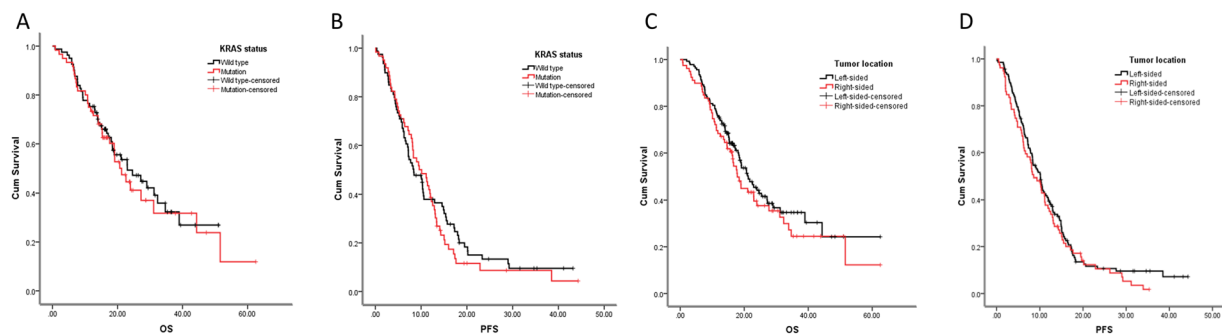 A
KRAS status
Wild type
Mutation
Wild type-censored
Mutation-censored
Cum Survival
1.0
0.8
0.6
0.4
0.2
0.0
.00 20.00 40.00 60.00
OS
B
KRAS status
Wild type
Mutation
Wild type-censored
Mutation-censored
Cum Survival
1.0
0.8
0.6
0.4
0.2
0.0
.00 10.00 20.00 30.00 40.00 50.00
PFS
C
Tumor location
Left-sided
Right-sided
Left-sided-censored
Right-sided-censored
Cum Survival
1.0
0.8
0.6
0.4
0.2
0.0
.00 20.00 40.00 60.00
OS
D
Tumor location
Left-sided
Right-sided
Left-sided-censored
Right-sided-censored
Cum Survival
1.0
0.8
0.6
0.4
0.2
0.0
.00 10.00 20.00 30.00 40.00 50.00
PFS